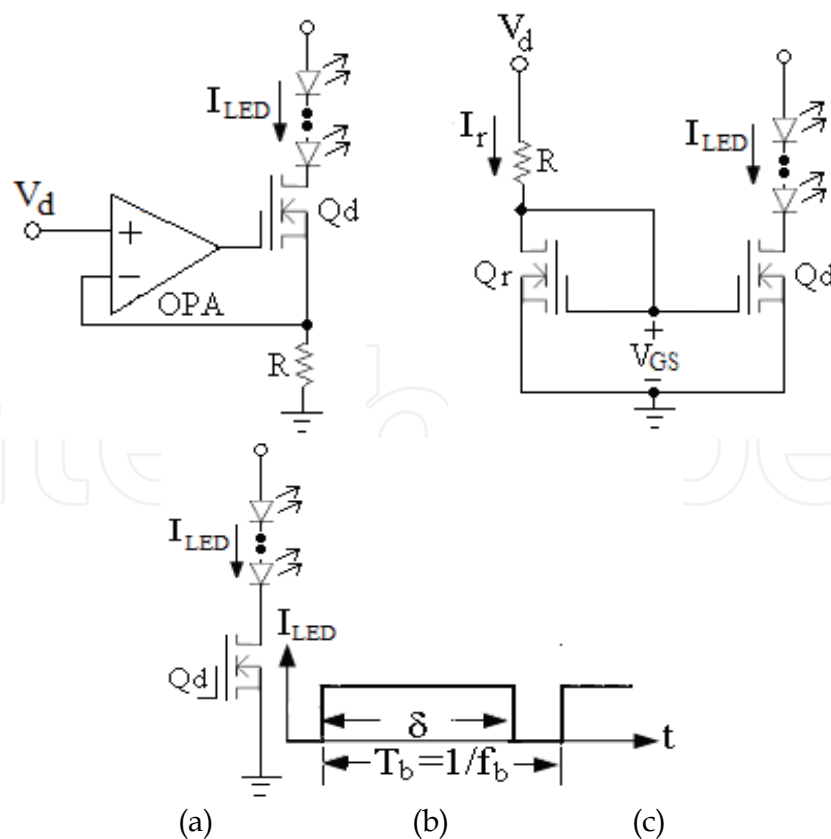 I_LED
V_d
+
−
OPA
Qd
R
V_d
I_r
R
Qr
I_LED
Qd
+
V_GS
−
I_LED
Qd
I_LED
δ
t
T_b=1/f_b
(a) (b) (c)